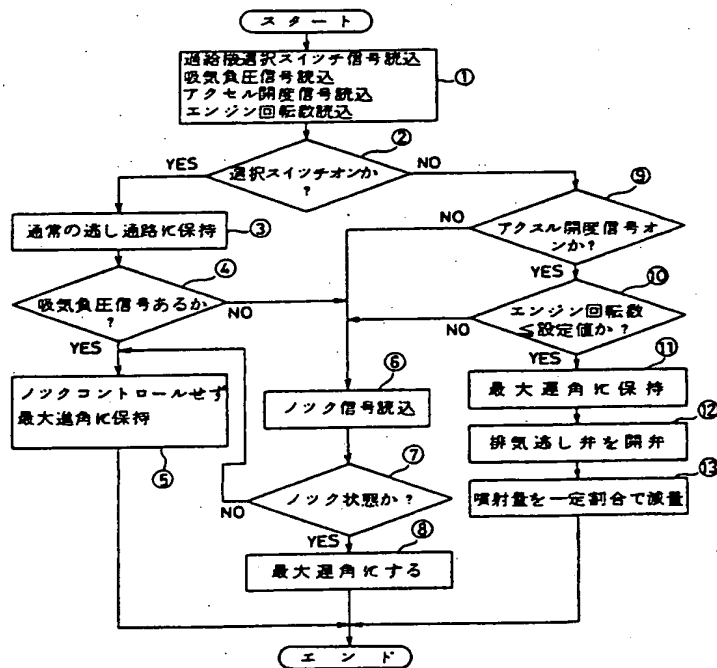 スタート
過給機選択スイッチ信号読込
吸気負圧信号読込
アクセル開度信号読込
エンジン回転数読込
①
②
選択スイッチオンか
?
YES
NO
③
通常の逃し通路に保持
④
吸気負圧信号あるか
?
NO
YES
ノックコントロールせず
最大進角に保持
⑤
⑨
アクスル開度信号オ
ンか?
NO
YES
⑩
エンジン回転数
≦設定値か?
NO
YES
⑪
最大遅角に保持
⑫
排気逃し弁を開弁
⑬
噴射量を一定割合で減量
⑥
ノック信号読込
⑦
ノック状態か?
NO
YES
⑧
最大遅角にする
エンド